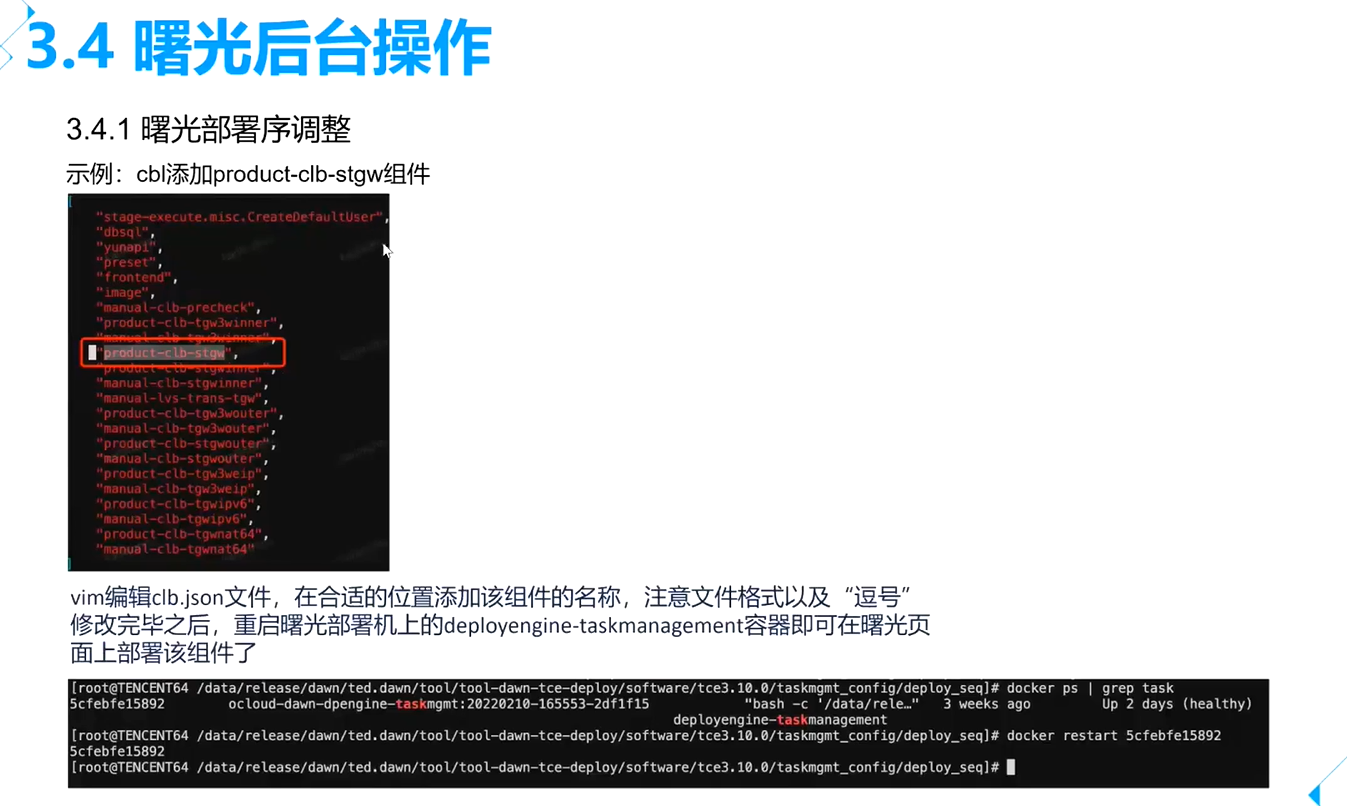 3.4 曙光后台操作
3.4.1 曙光部署序调整
示例：cbl添加product-clb-stgw组件
[
"stage-execute.misc.CreateDefaultUser",
"dbsql",
"yunapi",
"preset",
"frontend",
"image",
"manual-clb-precheck",
"product-clb-tgw3winner",
"manual-clb-tgw3winner",
"product-clb-stgw",
"product-clb-stgwinner",
"manual-clb-stgwinner",
"manual-lvs-trans-tgw",
"product-clb-tgw3wouter",
"manual-clb-tgw3wouter",
"product-clb-stgwouter",
"manual-clb-stgwouter",
"product-clb-tgw3weip",
"manual-clb-tgw3weip",
"product-clb-tgwipv6",
"manual-clb-tgwipv6",
"product-clb-tgwnat64",
"manual-clb-tgwnat64"
]
vim编辑clb.json文件，在合适的位置添加该组件的名称，注意文件格式以及“逗号”
修改完毕之后，重启曙光部署机上的deployengine-taskmanagement容器即可在曙光页
面上部署该组件了
[root@TENCENT64 /data/release/dawn/ted.dawn/tool/tool-dawn-tce-deploy/software/tce3.10.0/taskmgmt_config/deploy_seq]# docker ps | grep task
5cfebfe15892 ocloud-dawn-dpengine-taskmgmt:20220210-165553-2df1f15 "bash -c '/data/rele…" 3 weeks ago Up 2 days (healthy)
deployengine-taskmanagement
[root@TENCENT64 /data/release/dawn/ted.dawn/tool/tool-dawn-tce-deploy/software/tce3.10.0/taskmgmt_config/deploy_seq]# docker restart 5cfebfe15892
5cfebfe15892
[root@TENCENT64 /data/release/dawn/ted.dawn/tool/tool-dawn-tce-deploy/software/tce3.10.0/taskmgmt_config/deploy_seq]#